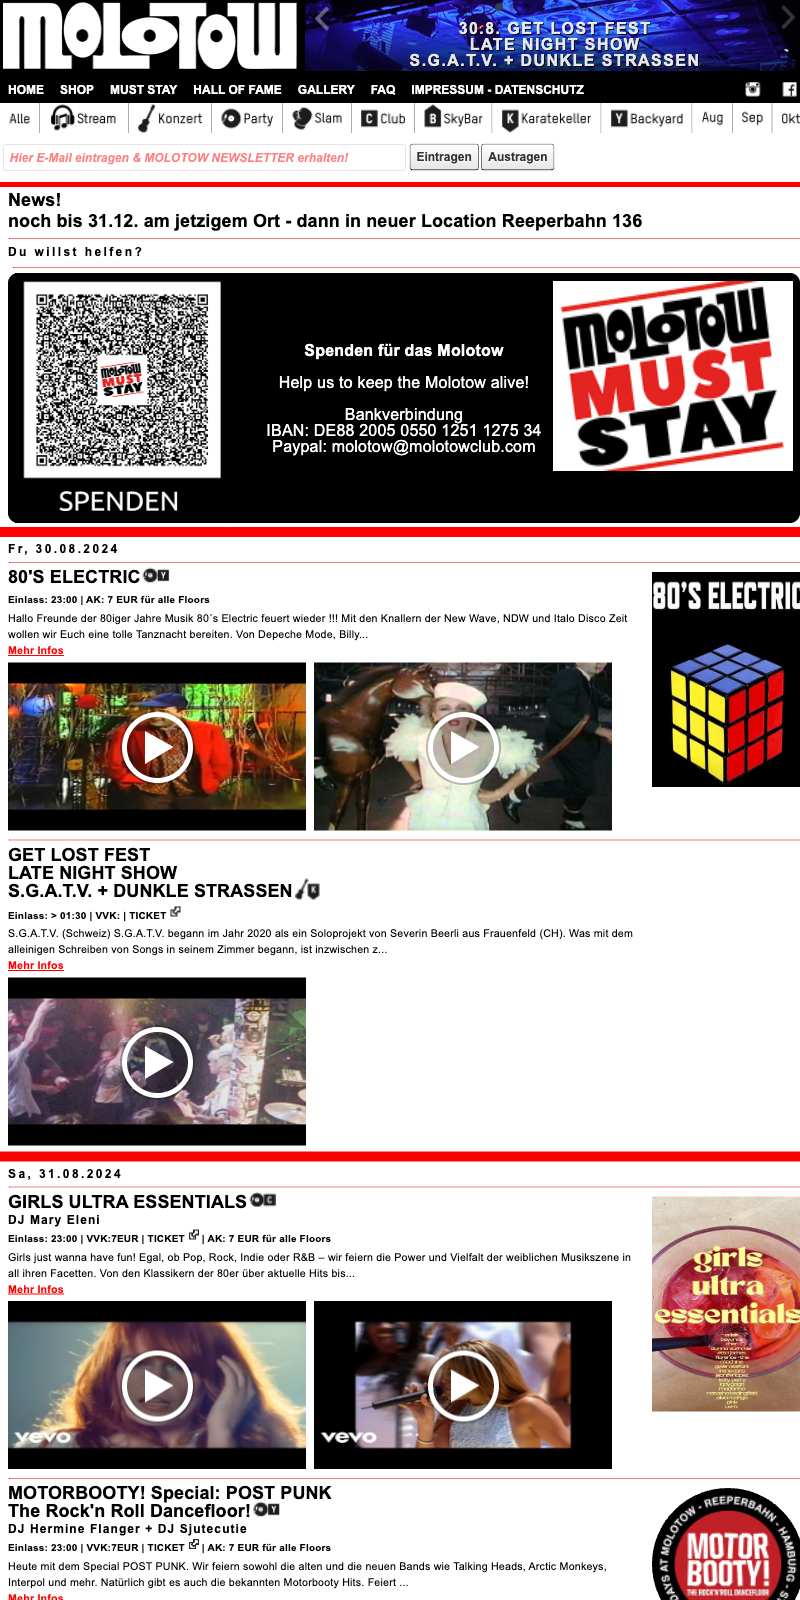 MOLOTOW
30.8. GET LOST FEST
LATE NIGHT SHOW
S.G.A.T.V. + DUNKLE STRASSEN
HOME SHOP MUST STAY HALL OF FAME GALLERY FAQ IMPRESSUM - DATENSCHUTZ
Alle Stream Konzert Party Slam C Club B SkyBar K Karatekeller Y Backyard Aug Sep Okt
Hier E-Mail eintragen & MOLOTOW NEWSLETTER erhalten! Eintragen Austragen
News!
noch bis 31.12. am jetzigem Ort - dann in neuer Location Reeperbahn 136
Du willst helfen?
MOLOTOW
MUST
STAY
SPENDEN
Spenden für das Molotow
Help us to keep the Molotow alive!
Bankverbindung
IBAN: DE88 2005 0550 1251 1275 34
Paypal: molotow@molotowclub.com
MOLOTOW
MUST
STAY
Fr, 30.08.2024
80'S ELECTRIC Y
Einlass: 23:00 | AK: 7 EUR für alle Floors
Hallo Freunde der 80iger Jahre Musik 80´s Electric feuert wieder !!! Mit den Knallern der New Wave, NDW und Italo Disco Zeit
wollen wir Euch eine tolle Tanznacht bereiten. Von Depeche Mode, Billy...
Mehr Infos
80'S ELECTRIC
GET LOST FEST
LATE NIGHT SHOW
S.G.A.T.V. + DUNKLE STRASSEN K
Einlass: > 01:30 | VVK: | TICKET
S.G.A.T.V. (Schweiz) S.G.A.T.V. begann im Jahr 2020 als ein Soloprojekt von Severin Beerli aus Frauenfeld (CH). Was mit dem
alleinigen Schreiben von Songs in seinem Zimmer begann, ist inzwischen z...
Mehr Infos
Sa, 31.08.2024
GIRLS ULTRA ESSENTIALS C
DJ Mary Eleni
Einlass: 23:00 | VVK:7EUR | TICKET | AK: 7 EUR für alle Floors
Girls just wanna have fun! Egal, ob Pop, Rock, Indie oder R&B – wir feiern die Power und Vielfalt der weiblichen Musikszene in
all ihren Facetten. Von den Klassikern der 80er über aktuelle Hits bis...
Mehr Infos
vevo
vevo
girls
ultra
essentials
MOTORBOOTY! Special: POST PUNK
The Rock'n Roll Dancefloor! Y
DJ Hermine Flanger + DJ Sjutecutie
Einlass: 23:00 | VVK:7EUR | TICKET | AK: 7 EUR für alle Floors
Heute mit dem Special POST PUNK. Wir feiern sowohl die alten und die neuen Bands wie Talking Heads, Arctic Monkeys,
Interpol und mehr. Natürlich gibt es auch die bekannten Motorbooty Hits. Feiert ...
Mehr Infos
DAYS AT MOLOTOW - REEPERBAHN - HAMBURG - S
MOTOR
BOOTY!
THE ROCK'N'ROLL DANCEFLOOR